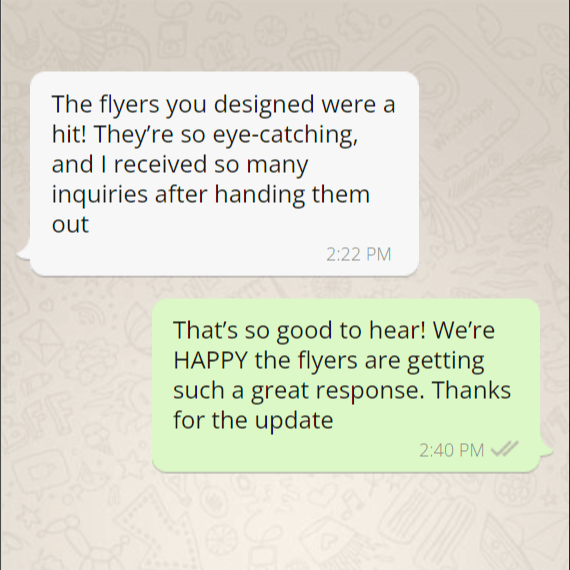 The flyers you designed were a
hit! They’re so eye-catching,
and I received so many
inquiries after handing them
out
2:22 PM
That’s so good to hear! We’re
HAPPY the flyers are getting
such a great response. Thanks
for the update
2:40 PM